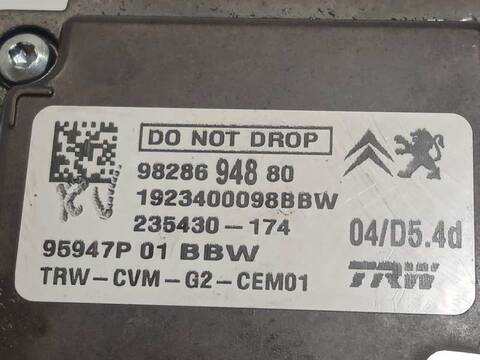 DO NOT DROP
98286 948 80
1923400098BBW
235430-174
04/D5.4d
95947P 01 BBW
TRW-CVM-G2-CEM01
TRW